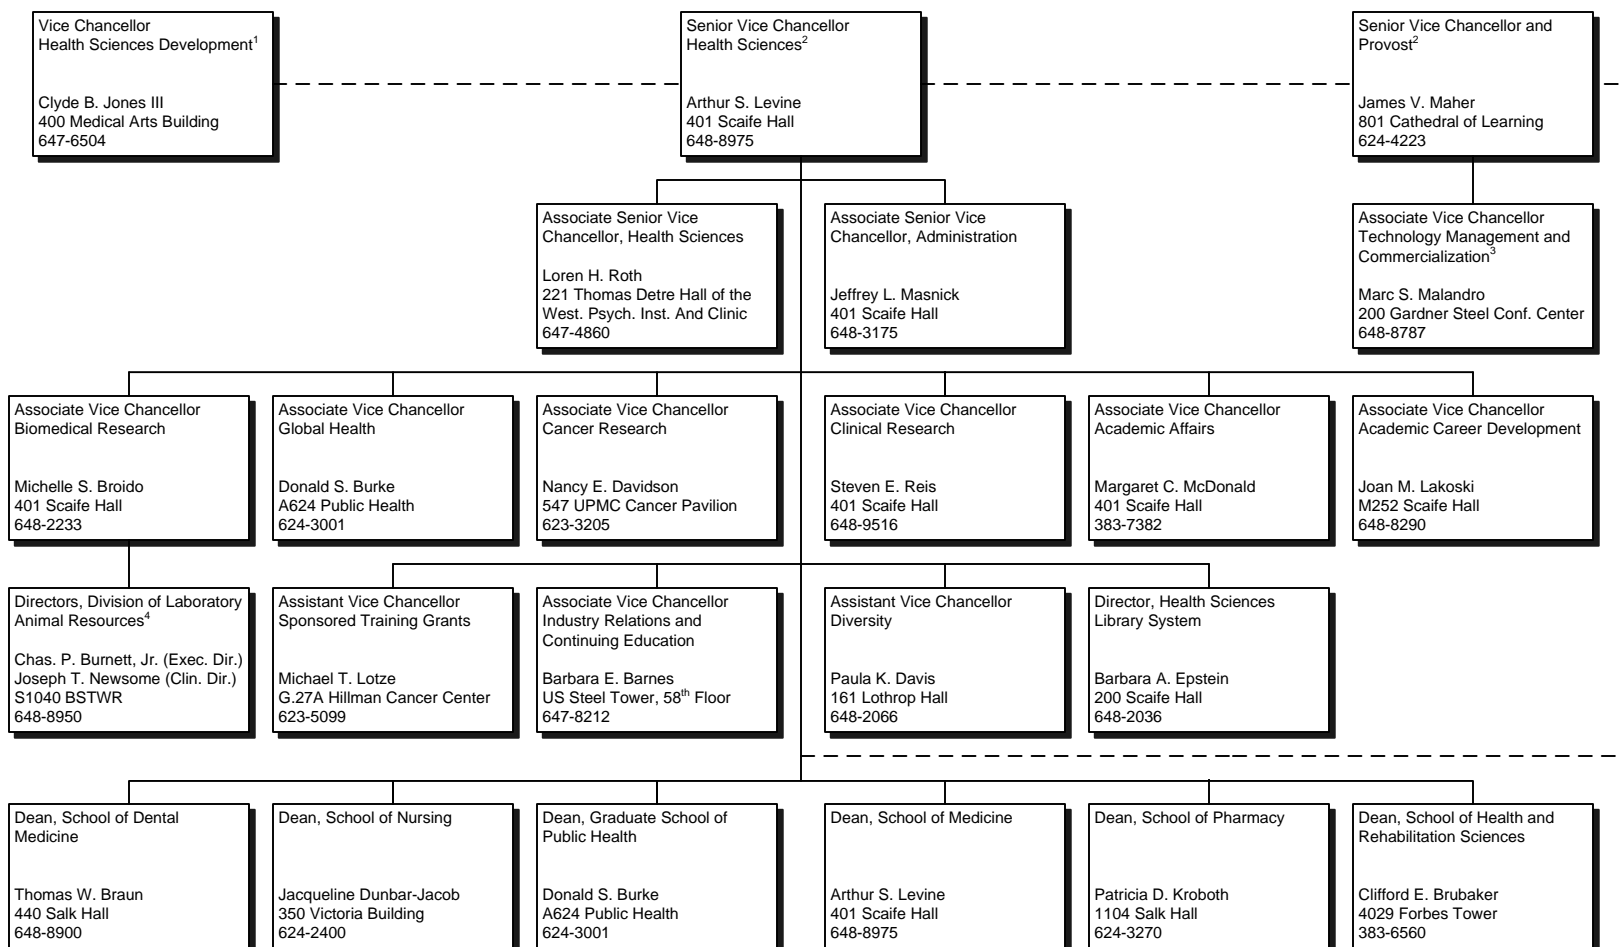 Vice Chancellor
Health Sciences Development¹
Clyde B. Jones III
400 Medical Arts Building
647-6504
Senior Vice Chancellor
Health Sciences²
Arthur S. Levine
401 Scaife Hall
648-8975
Senior Vice Chancellor and
Provost²
James V. Maher
801 Cathedral of Learning
624-4223
Associate Senior Vice
Chancellor, Health Sciences
Loren H. Roth
221 Thomas Detre Hall of the
West. Psych. Inst. And Clinic
647-4860
Associate Senior Vice
Chancellor, Administration
Jeffrey L. Masnick
401 Scaife Hall
648-3175
Associate Vice Chancellor
Technology Management and
Commercialization³
Marc S. Malandro
200 Gardner Steel Conf. Center
648-8787
Associate Vice Chancellor
Biomedical Research
Michelle S. Broido
401 Scaife Hall
648-2233
Associate Vice Chancellor
Global Health
Donald S. Burke
A624 Public Health
624-3001
Associate Vice Chancellor
Cancer Research
Nancy E. Davidson
547 UPMC Cancer Pavilion
623-3205
Associate Vice Chancellor
Clinical Research
Steven E. Reis
401 Scaife Hall
648-9516
Associate Vice Chancellor
Academic Affairs
Margaret C. McDonald
401 Scaife Hall
383-7382
Associate Vice Chancellor
Academic Career Development
Joan M. Lakoski
M252 Scaife Hall
648-8290
Directors, Division of Laboratory
Animal Resources⁴
Chas. P. Burnett, Jr. (Exec. Dir.)
Joseph T. Newsome (Clin. Dir.)
S1040 BSTWR
648-8950
Assistant Vice Chancellor
Sponsored Training Grants
Michael T. Lotze
G.27A Hillman Cancer Center
623-5099
Associate Vice Chancellor
Industry Relations and
Continuing Education
Barbara E. Barnes
US Steel Tower, 58th Floor
647-8212
Assistant Vice Chancellor
Diversity
Paula K. Davis
161 Lothrop Hall
648-2066
Director, Health Sciences
Library System
Barbara A. Epstein
200 Scaife Hall
648-2036
Dean, School of Dental
Medicine
Thomas W. Braun
440 Salk Hall
648-8900
Dean, School of Nursing
Jacqueline Dunbar-Jacob
350 Victoria Building
624-2400
Dean, Graduate School of
Public Health
Donald S. Burke
A624 Public Health
624-3001
Dean, School of Medicine
Arthur S. Levine
401 Scaife Hall
648-8975
Dean, School of Pharmacy
Patricia D. Kroboth
1104 Salk Hall
624-3270
Dean, School of Health and
Rehabilitation Sciences
Clifford E. Brubaker
4029 Forbes Tower
383-6560